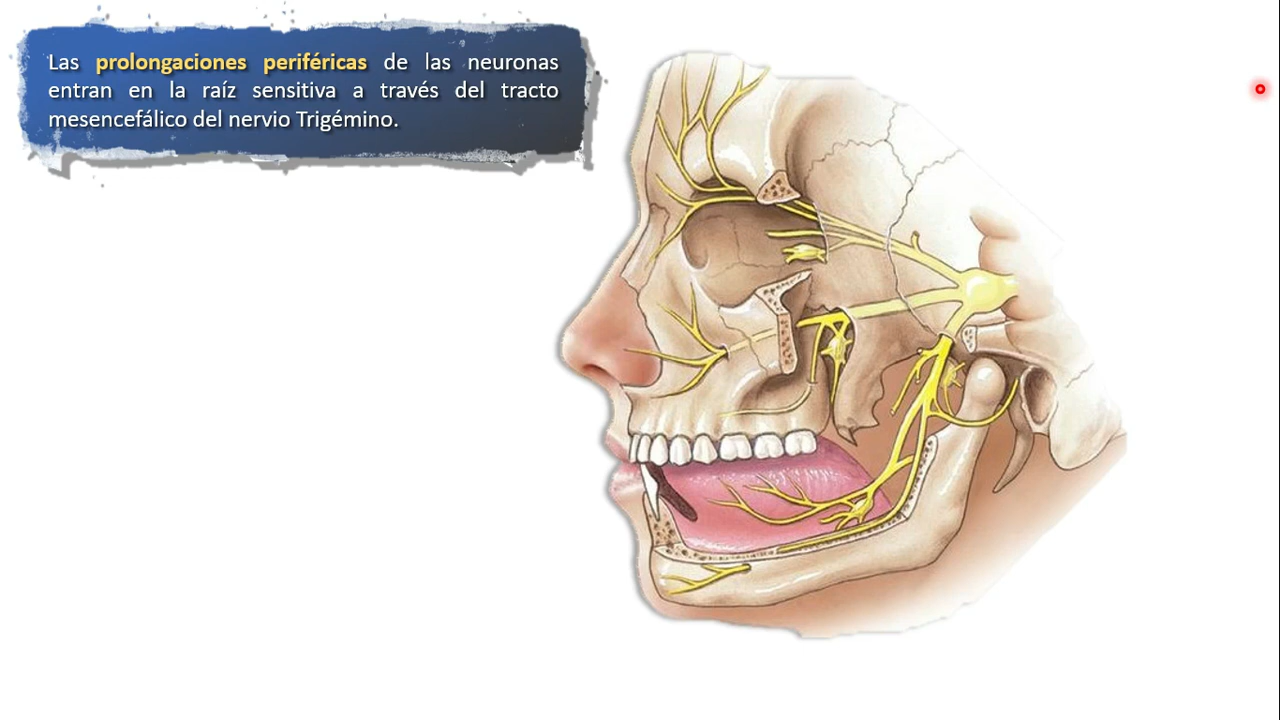 Las prolongaciones periféricas de las neuronas
entran en la raíz sensitiva a través del tracto
mesencefálico del nervio Trigémino.